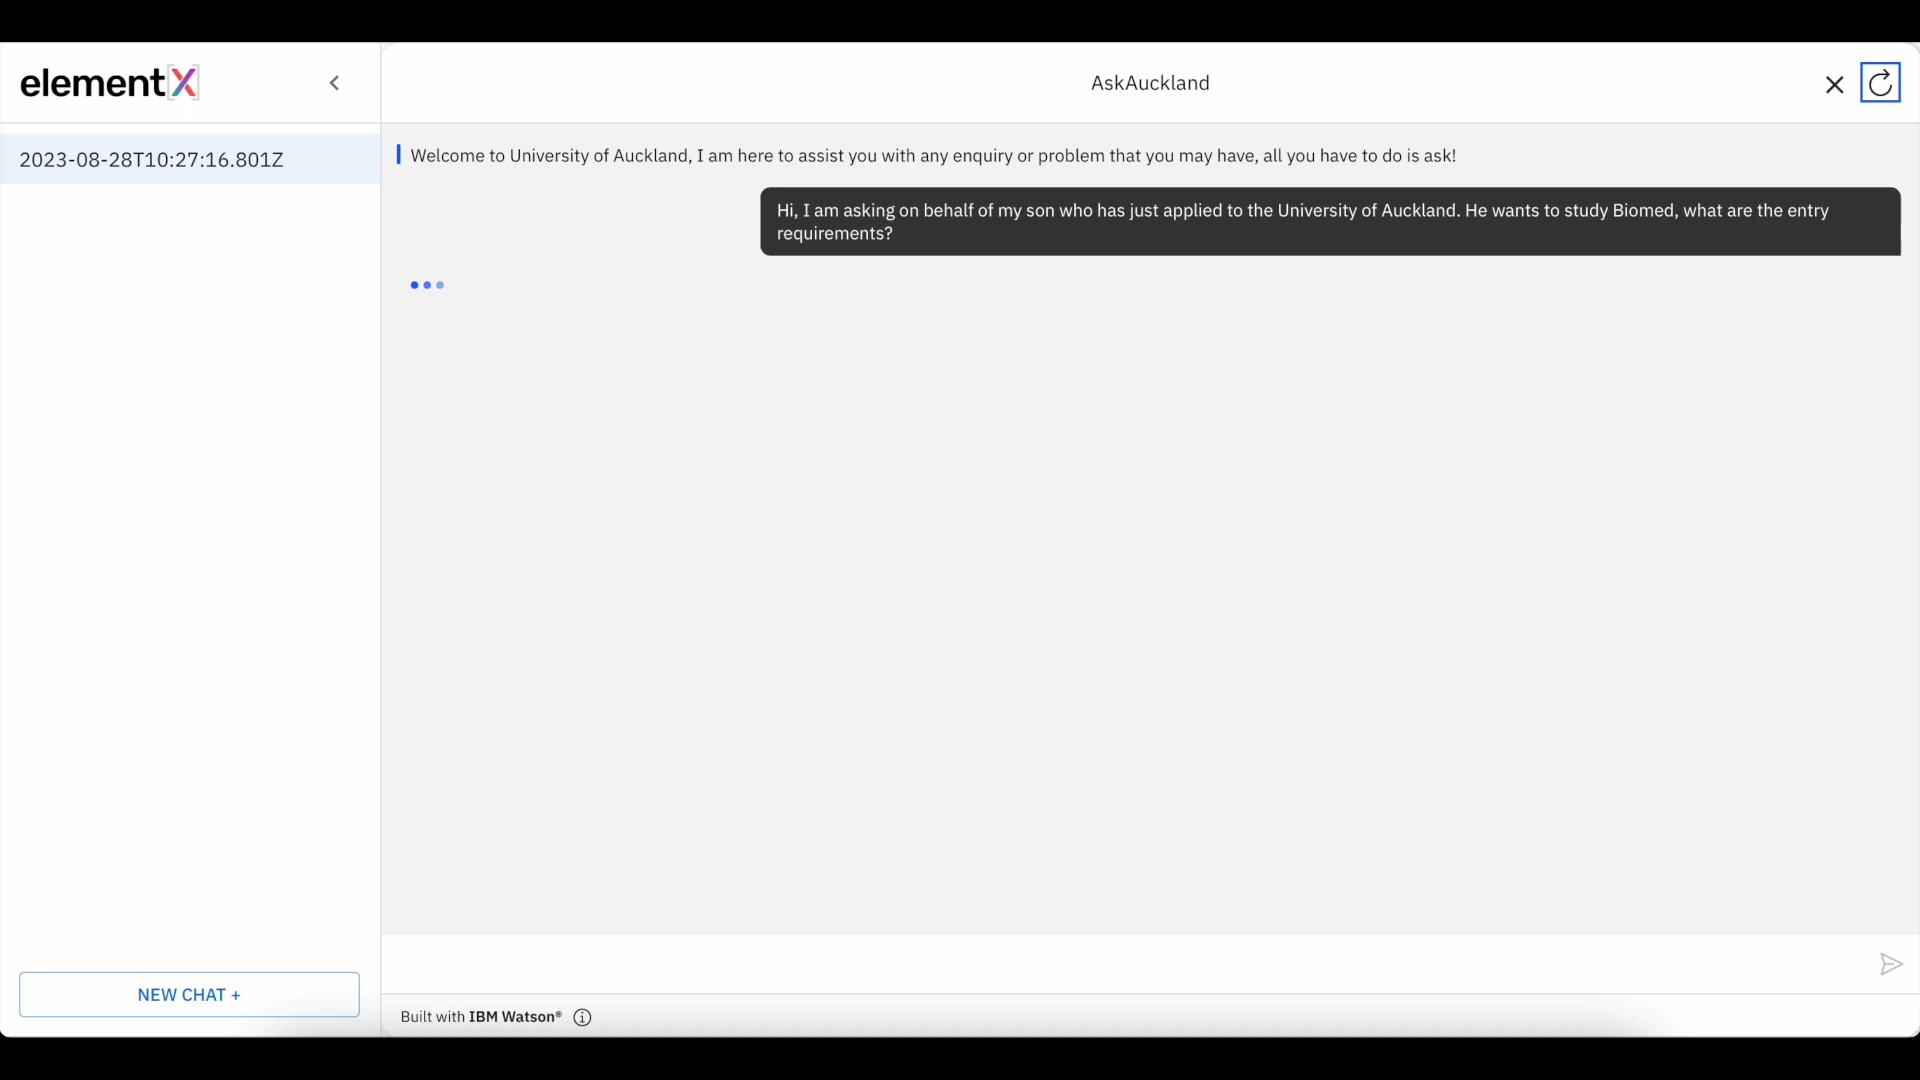 elementX
AskAuckland
2023-08-28T10:27:16.801Z
Welcome to University of Auckland, I am here to assist you with any enquiry or problem that you may have, all you have to do is ask!
Hi, I am asking on behalf of my son who has just applied to the University of Auckland. He wants to study Biomed, what are the entry
requirements?
NEW CHAT +
Built with IBM Watson®